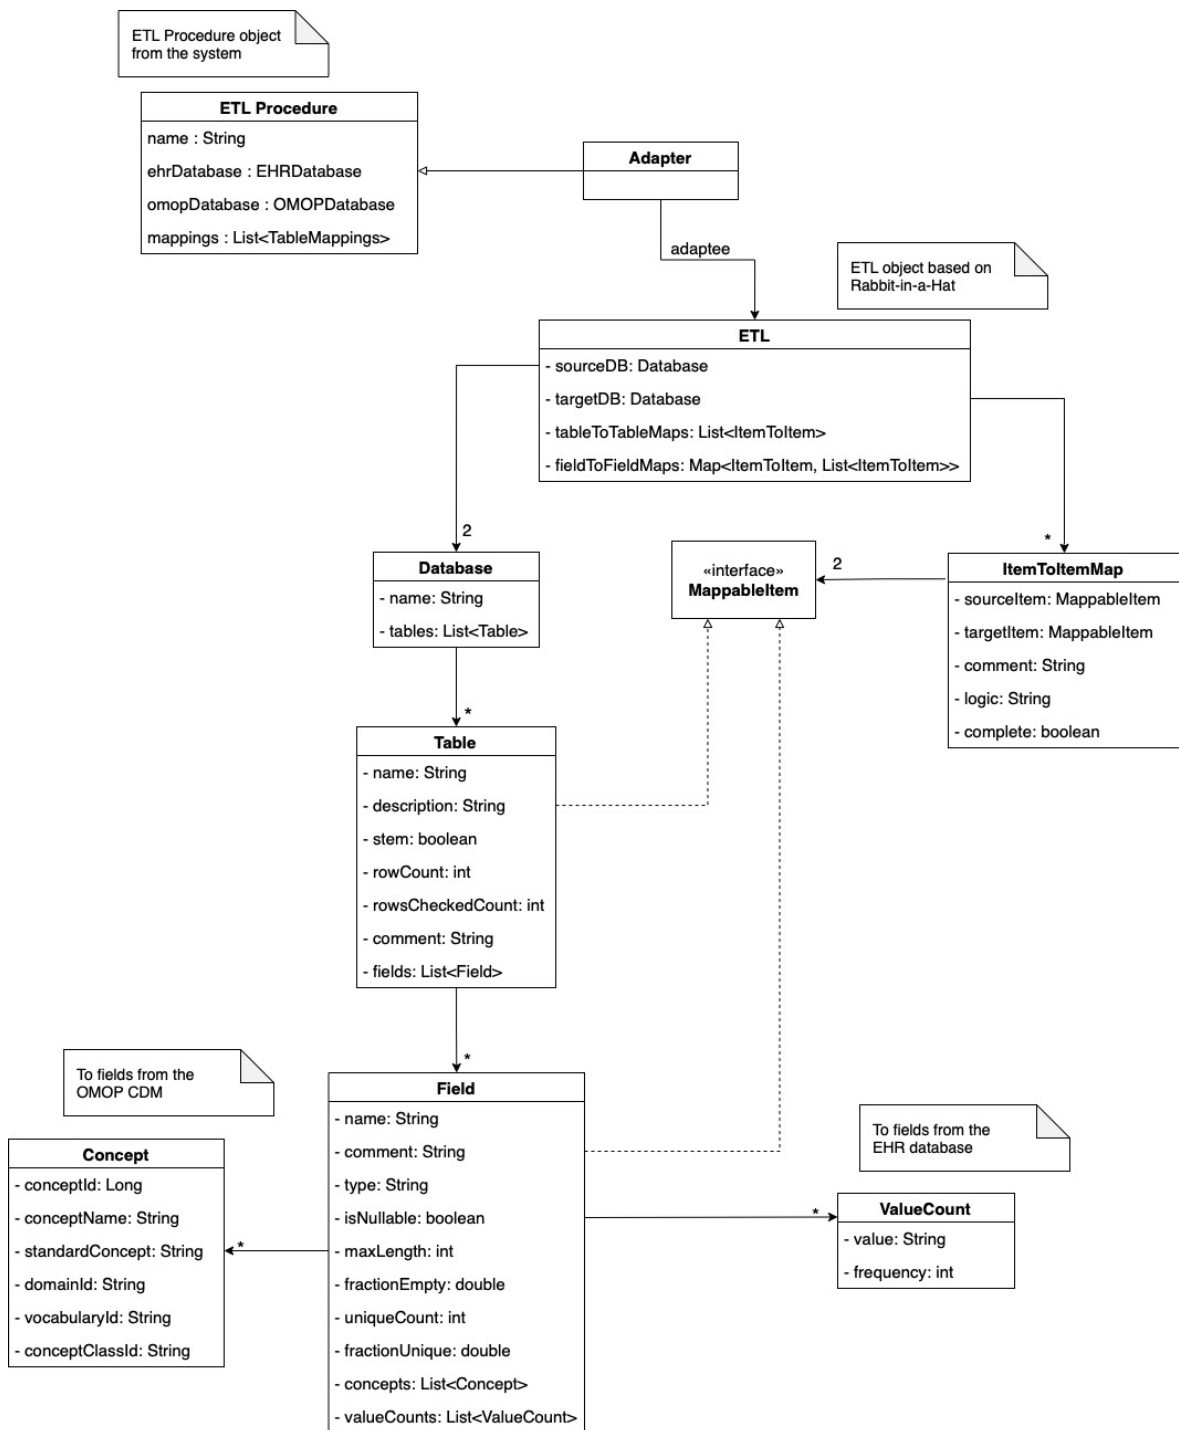 ETL Procedure object
from the system
ETL Procedure
name : String
ehrDatabase : EHRDatabase
omopDatabase : OMOPDatabase
mappings : List<TableMappings>
Adapter
adaptee
ETL object based on
Rabbit-in-a-Hat
ETL
- sourceDB: Database
- targetDB: Database
- tableToTableMaps: List<ItemToItem>
- fieldToFieldMaps: Map<ItemToItem, List<ItemToItem>>
2
*
Database
- name: String
- tables: List<Table>
«interface»
MappableItem
2
ItemToItemMap
- sourceItem: MappableItem
- targetItem: MappableItem
- comment: String
- logic: String
- complete: boolean
*
Table
- name: String
- description: String
- stem: boolean
- rowCount: int
- rowsCheckedCount: int
- comment: String
- fields: List<Field>
*
To fields from the
OMOP CDM
Field
- name: String
- comment: String
- type: String
- isNullable: boolean
- maxLength: int
- fractionEmpty: double
- uniqueCount: int
- fractionUnique: double
- concepts: List<Concept>
- valueCounts: List<ValueCount>
Concept
- conceptId: Long
- conceptName: String
- standardConcept: String
- domainId: String
- vocabularyId: String
- conceptClassId: String
*
To fields from the
EHR database
*
ValueCount
- value: String
- frequency: int